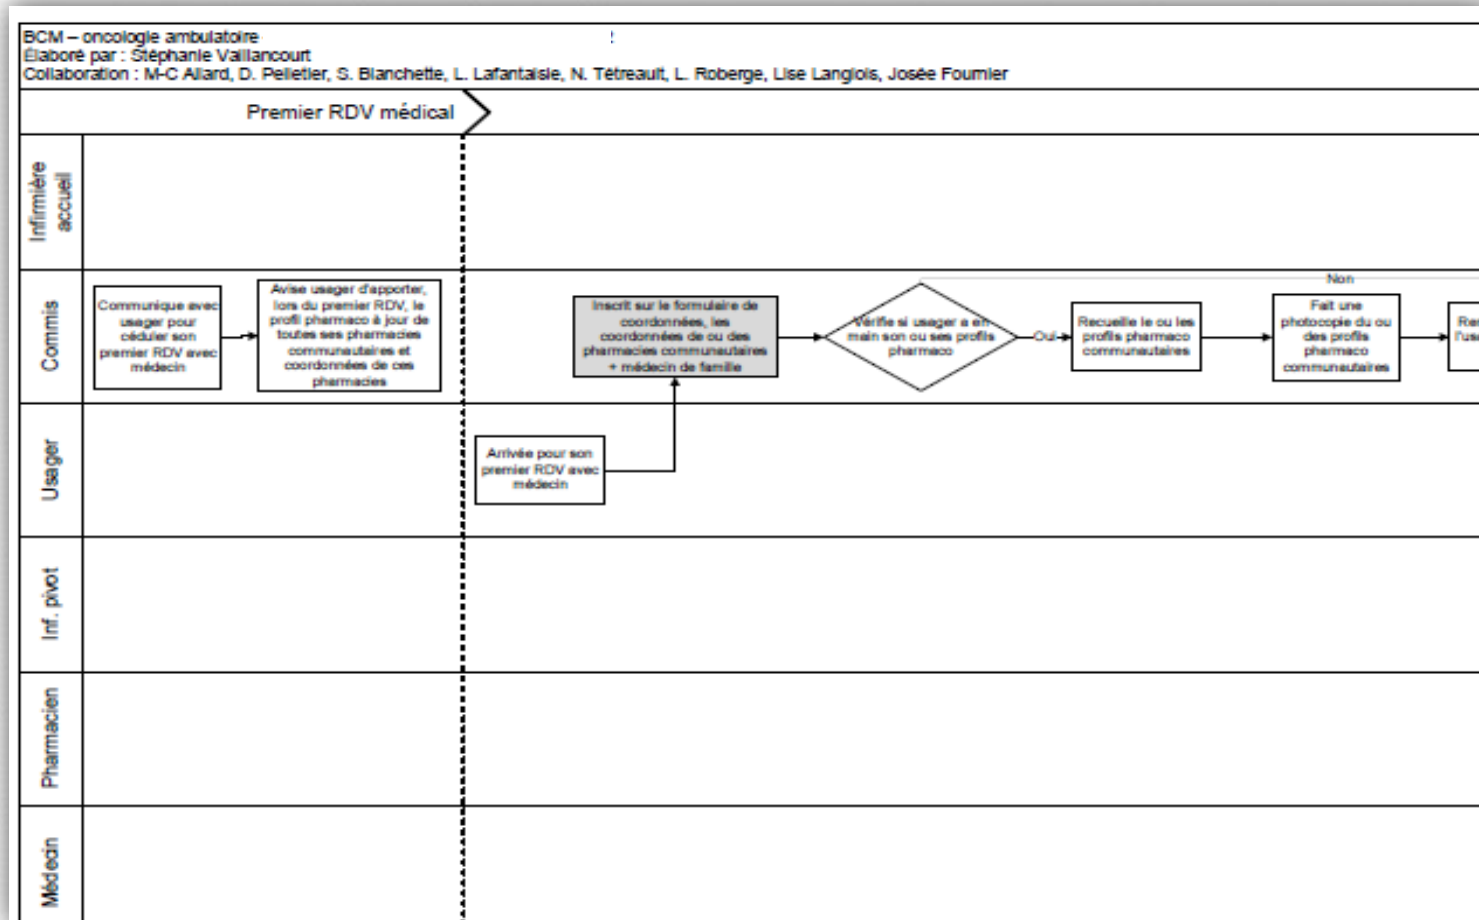 BCM – oncologie ambulatoire
Élaboré par : Stéphanie Vaillancourt
Collaboration : M-C Allard, D. Pelletier, S. Blanchette, L. Lafantaisie, N. Tétreault, L. Roberge, Lise Langlois, Josée Fournier
Premier RDV médical
Infirmière
accueil
Commis
Communique avec
usager pour
céduler son
premier RDV avec
médecin
Avise usager d'apporter,
lors du premier RDV, le
profil pharmaco à jour de
toutes ses pharmacies
communautaires et
coordonnées de ces
pharmacies
Inscrit sur le formulaire de
coordonnées, les
coordonnées de ou des
pharmacies communautaires
+ médecin de famille
Vérifie si usager a en
main son ou ses profils
pharmaco
Oui
Non
Recueille le ou les
profils pharmaco
communautaires
Fait une
photocopie du ou
des profils
pharmaco
communautaires
Usager
Arrivée pour son
premier RDV avec
médecin
Inf. pivot
Pharmacien
Médecin